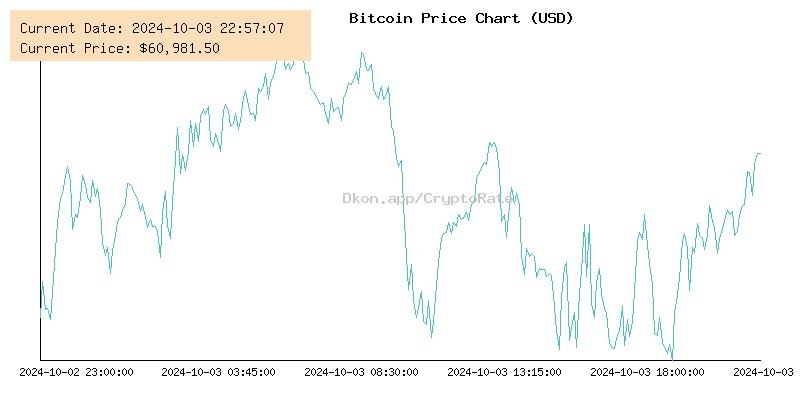 Bitcoin Price Chart (USD)
Current Date: 2024-10-03 22:57:07
Current Price: $60,981.50
Dkon.app/CryptoRate
2024-10-02 23:00:00 2024-10-03 03:45:00 2024-10-03 08:30:00 2024-10-03 13:15:00 2024-10-03 18:00:00 2024-10-03